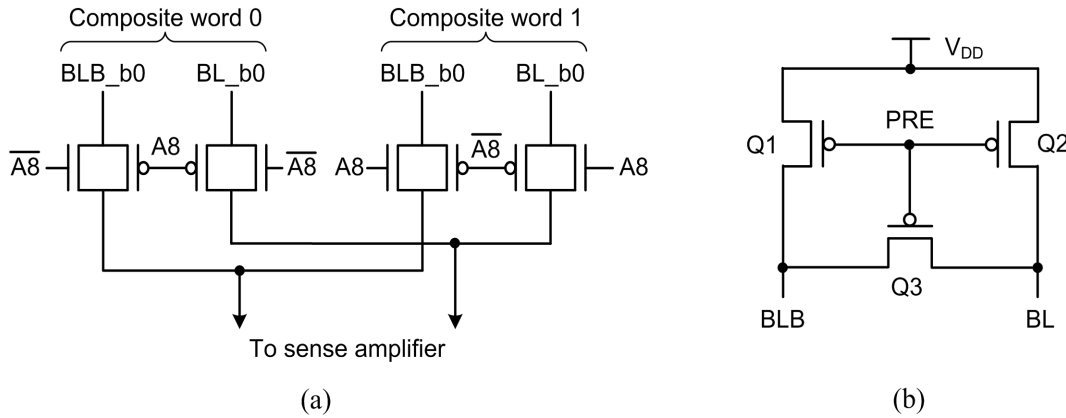 Composite word 0
Composite word 1
BLB_b0 BL_b0 BLB_b0 BL_b0
A8̅ A8 A8̅ A8 A8̅ A8
To sense amplifier
(a)
V_DD
PRE
Q1 Q2
Q3
BLB BL
(b)